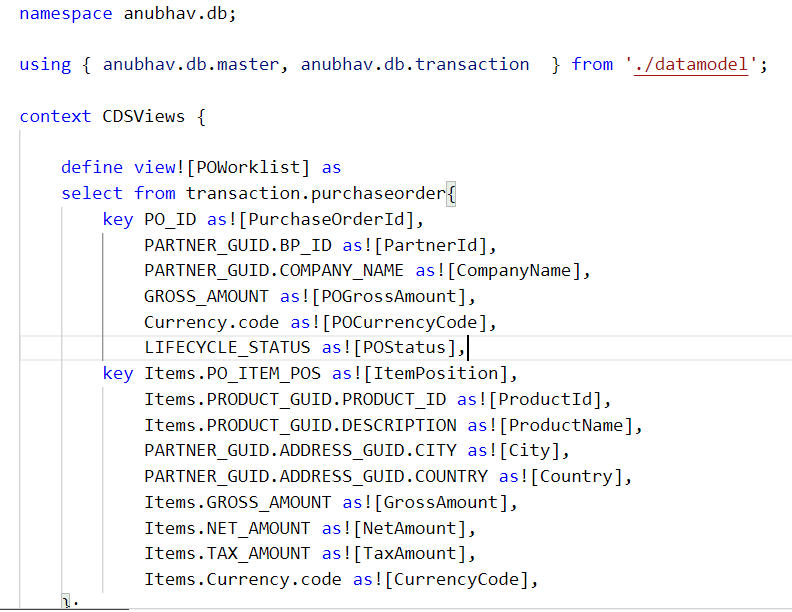 namespace anubhav.db;
using { anubhav.db.master, anubhav.db.transaction  } from './datamodel';
context CDSViews {
define view![POWorklist] as
select from transaction.purchaseorder{
key PO_ID as![PurchaseOrderId],
PARTNER_GUID.BP_ID as![PartnerId],
PARTNER_GUID.COMPANY_NAME as![CompanyName],
GROSS_AMOUNT as![POGrossAmount],
Currency.code as![POCurrencyCode],
LIFECYCLE_STATUS as![POStatus],
key Items.PO_ITEM_POS as![ItemPosition],
Items.PRODUCT_GUID.PRODUCT_ID as![ProductId],
Items.PRODUCT_GUID.DESCRIPTION as![ProductName],
PARTNER_GUID.ADDRESS_GUID.CITY as![City],
PARTNER_GUID.ADDRESS_GUID.COUNTRY as![Country],
Items.GROSS_AMOUNT as![GrossAmount],
Items.NET_AMOUNT as![NetAmount],
Items.TAX_AMOUNT as![TaxAmount],
Items.Currency.code as![CurrencyCode],
};